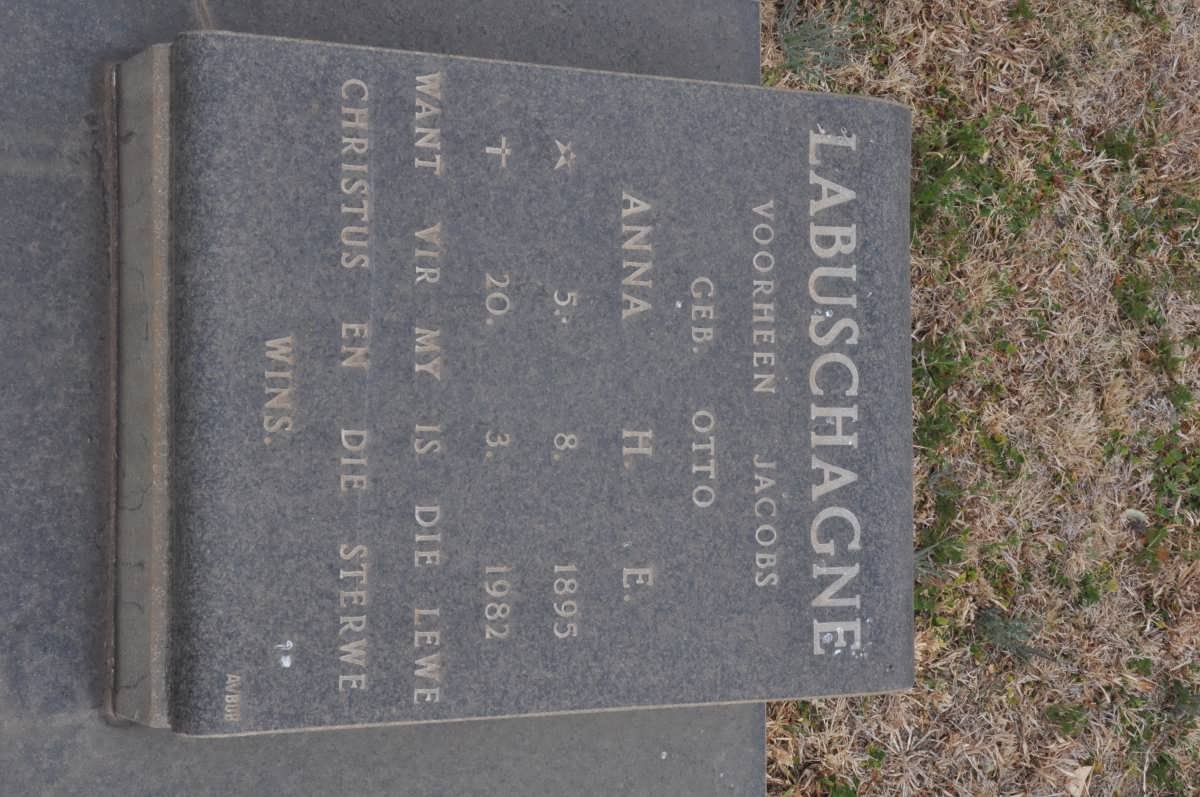 LABUSCHAGNE
VOORHEEN JACOBS
GEB. OTTO
ANNA H. E.
5. 8. 1895
20. 3. 1982
WANT VIR MY IS DIE LEWE
CHRISTUS EN DIE STERWE
WINS.
AVBOB